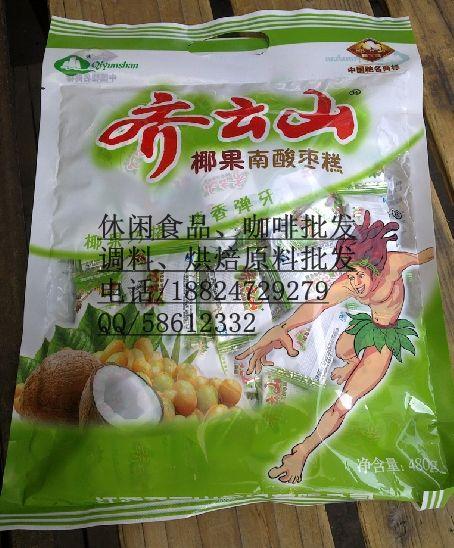 Qiyunshan
中国驰名商标
齐云山
椰果南酸枣糕
休闲食品、咖啡批发
调料、烘焙原料批发
电话/18824729279
QQ/58612332
净含量:480g